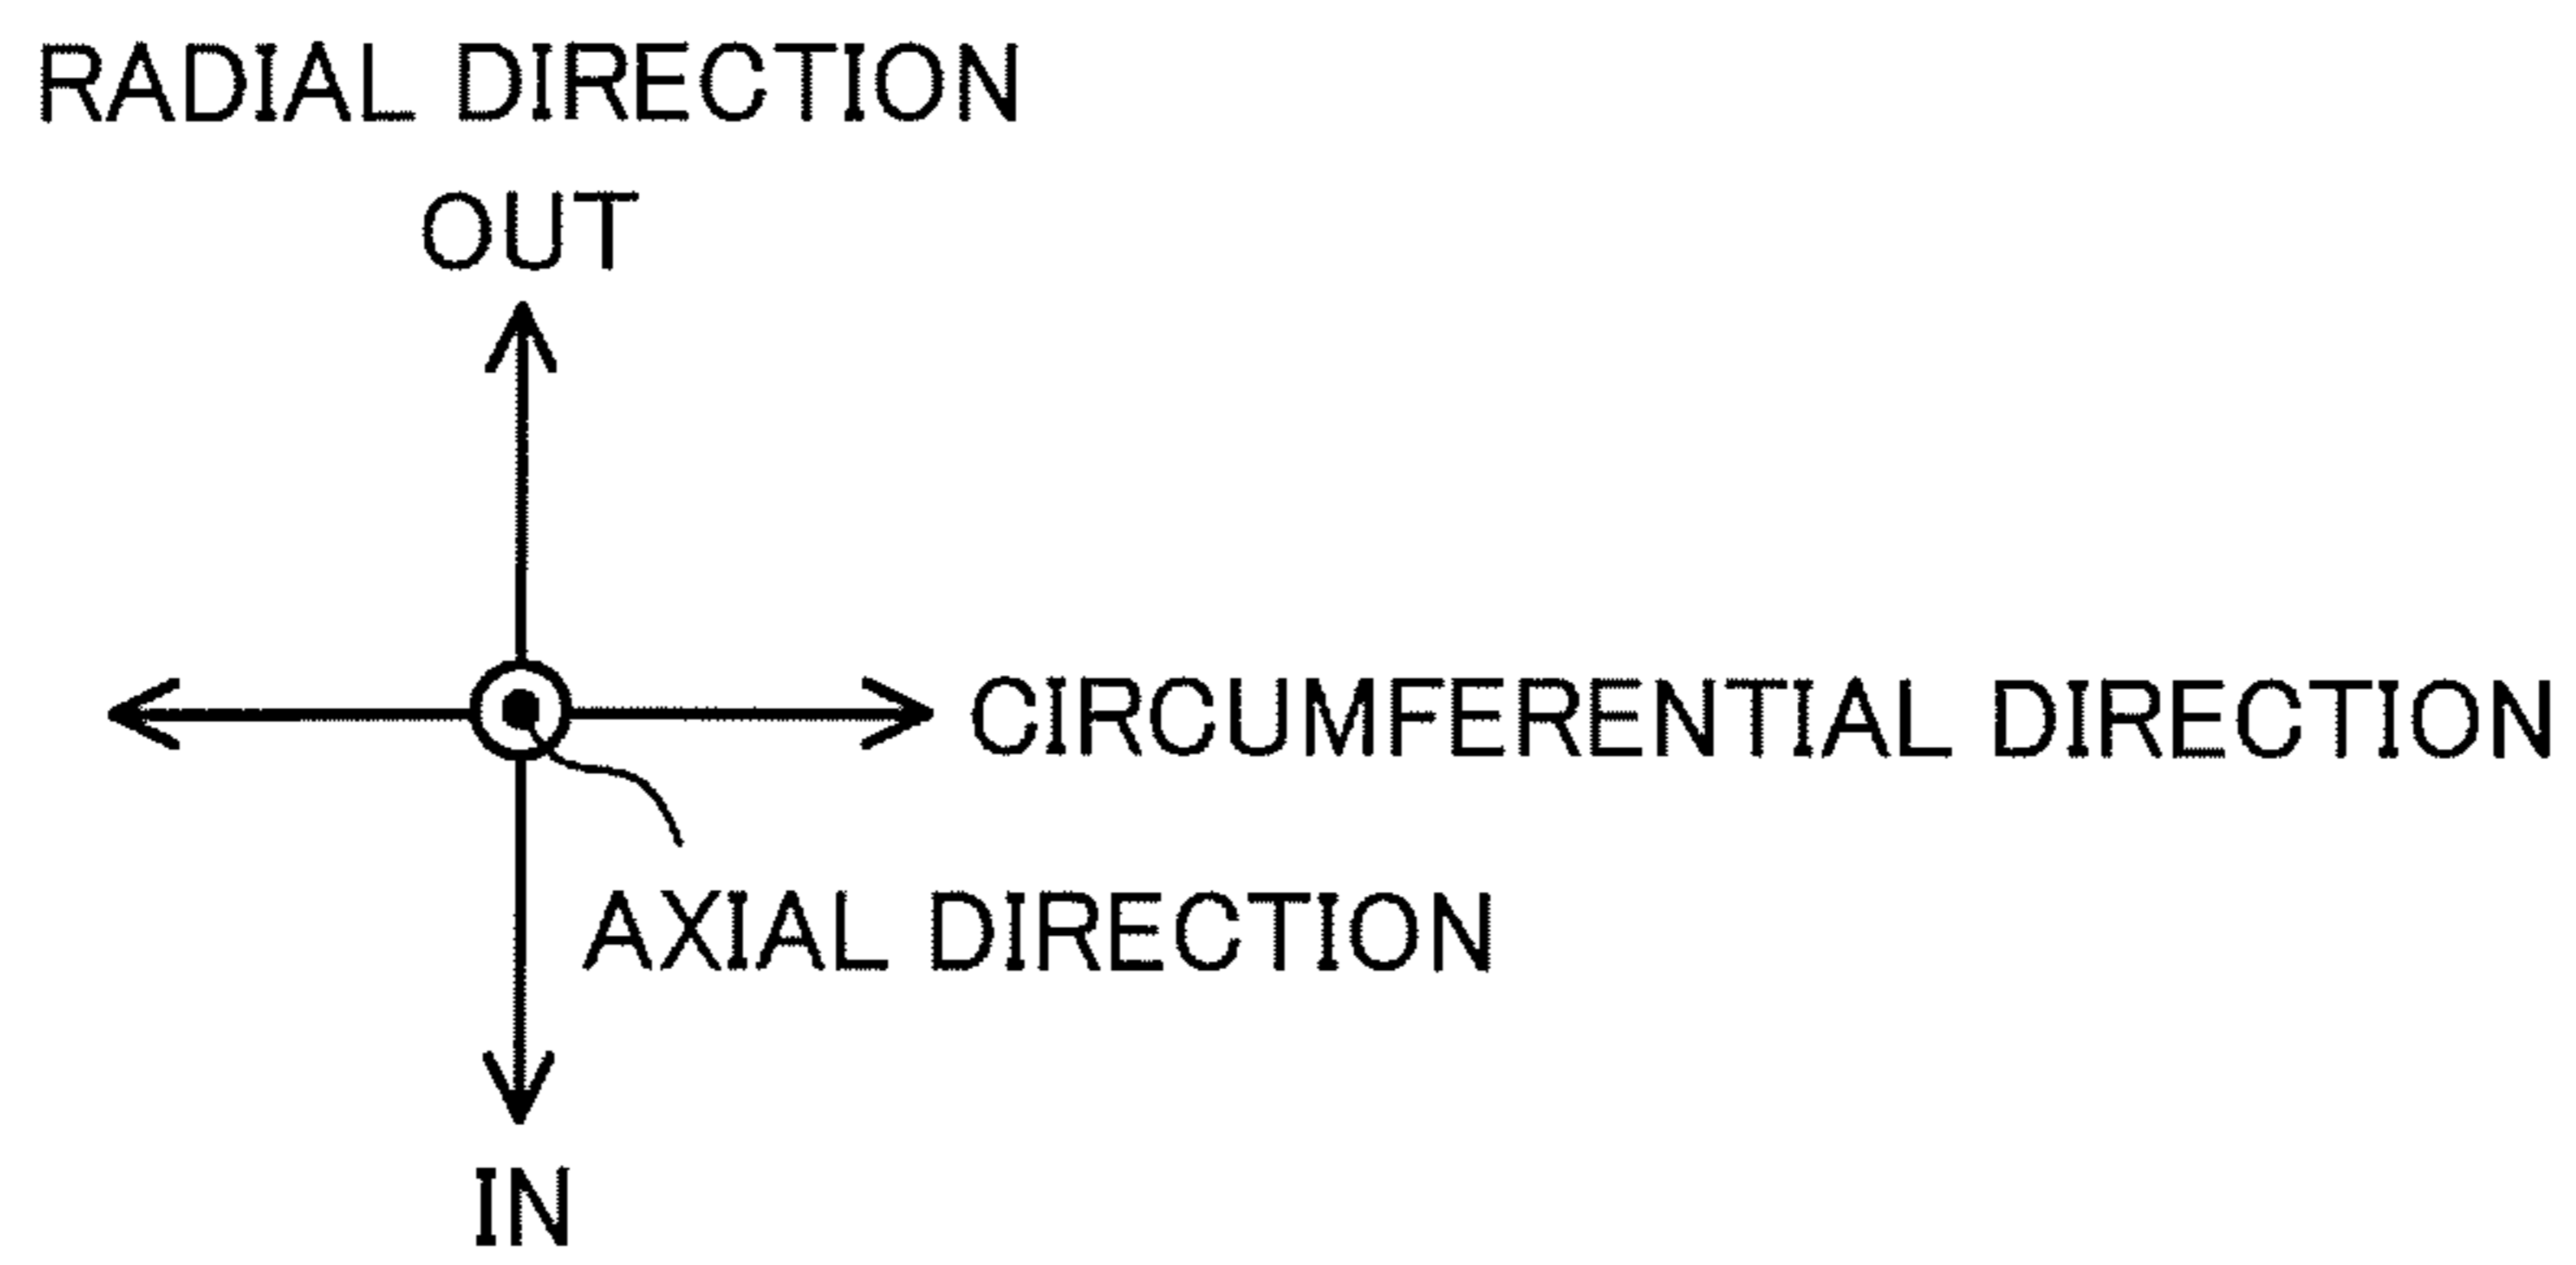 RADIAL DIRECTION
OUT
CIRCUMFERENTIAL DIRECTION
AXIAL DIRECTION
IN